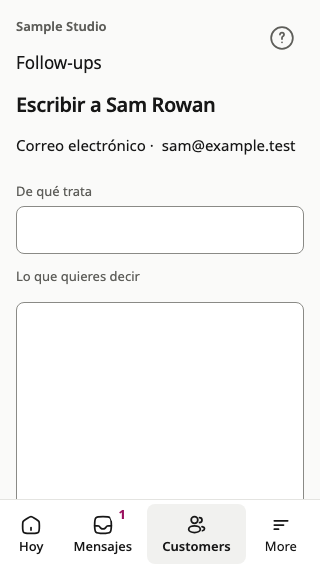 Sample Studio
Follow-ups
Escribir a Sam Rowan
Correo electrónico · sam@example.test
De qué trata
Lo que quieres decir
1
Hoy
Mensajes
Customers
More